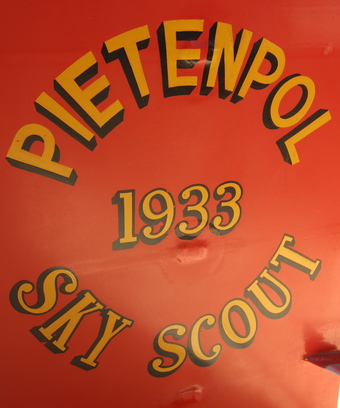 PIETENPOL
1933
SKY SCOUT